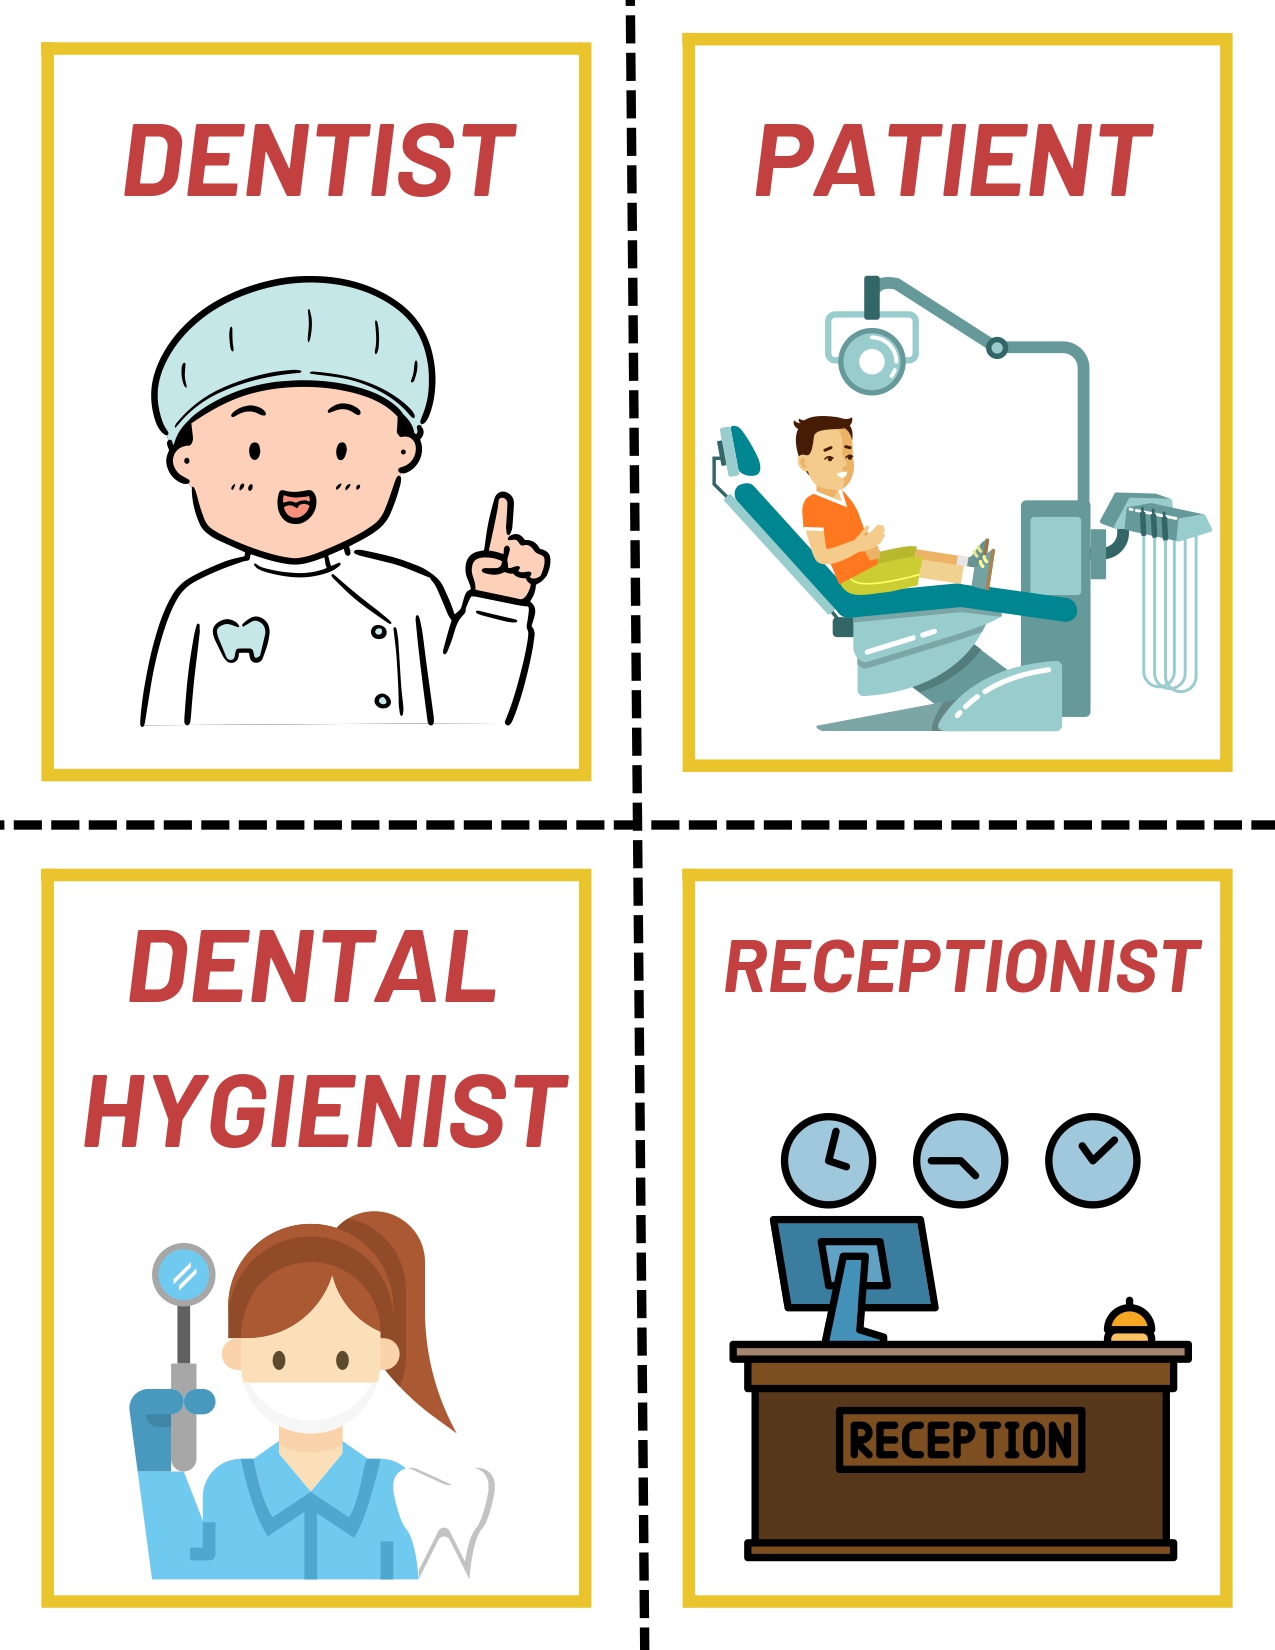 DENTIST
PATIENT
DENTAL
HYGIENIST
RECEPTIONIST
RECEPTION